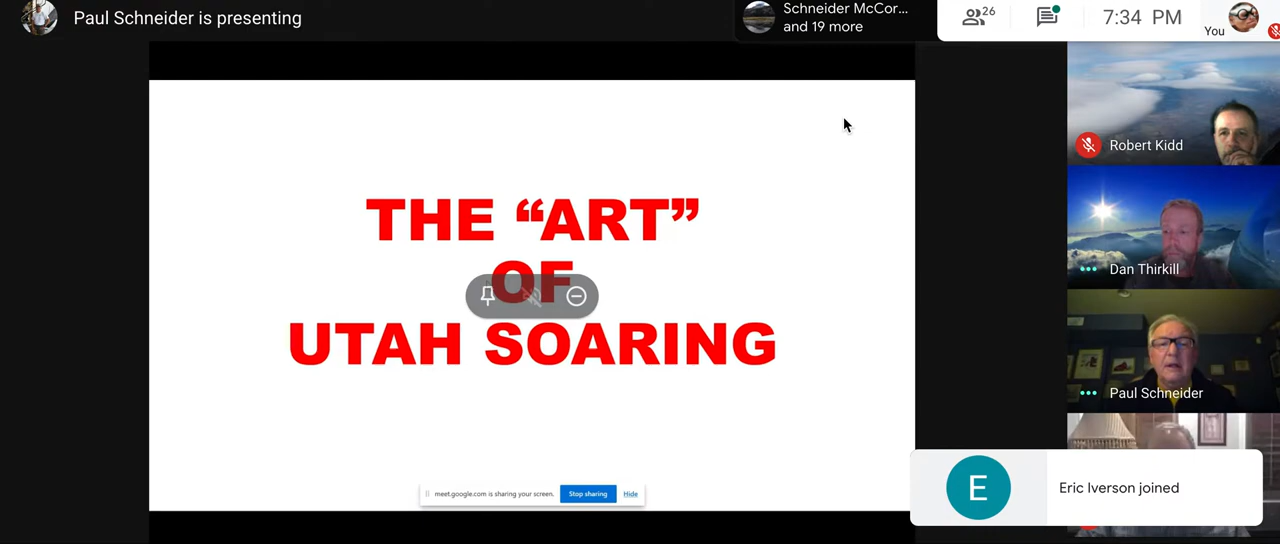 Paul Schneider is presenting
Schneider McCor...
and 19 more
26
7:34 PM
You
THE “ART”
OF
UTAH SOARING
meet.google.com is sharing your screen.
Stop sharing
Hide
Robert Kidd
Dan Thirkill
Paul Schneider
E
Eric Iverson joined